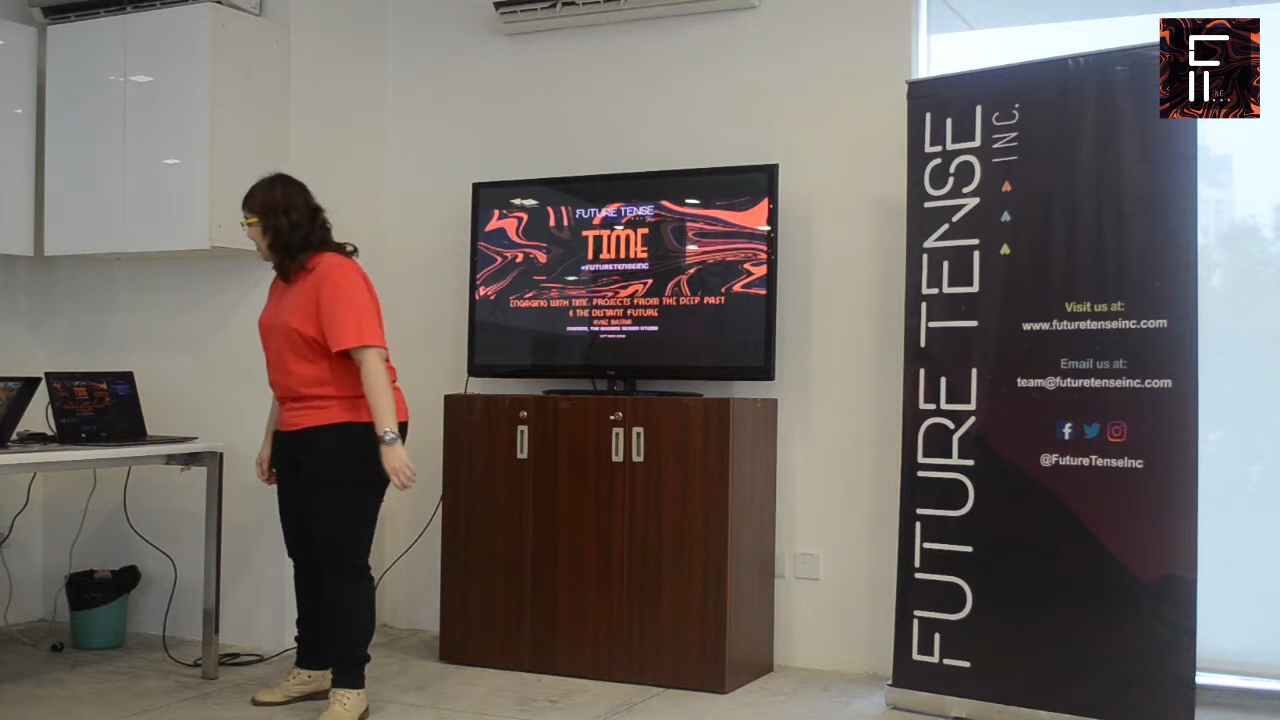 FUTURE TENSE
TIME
#FUTURETENSEINC
ENGAGING WITH TIME: PROJECTS FROM THE DEEP PAST
& THE DISTANT FUTURE
FUTURE TENSE
INC.
Visit us at:
www.futuretenseinc.com
Email us at:
team@futuretenseinc.com
@FutureTenseInc